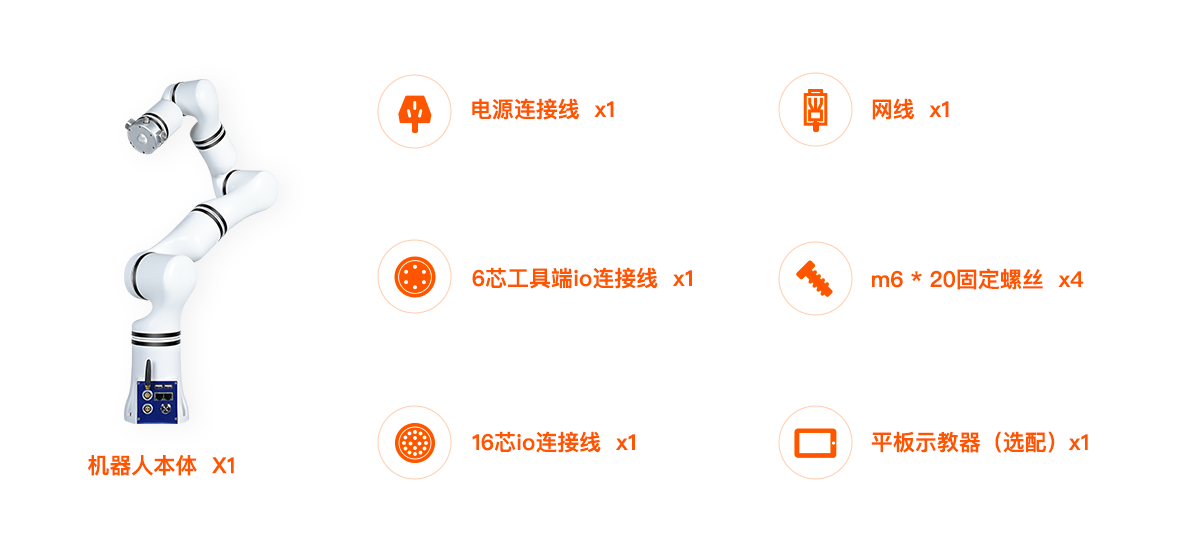 电源连接线 x1
网线 x1
6芯工具端io连接线 x1
m6 * 20固定螺丝 x4
16芯io连接线 x1
平板示教器（选配）x1
机器人本体 X1